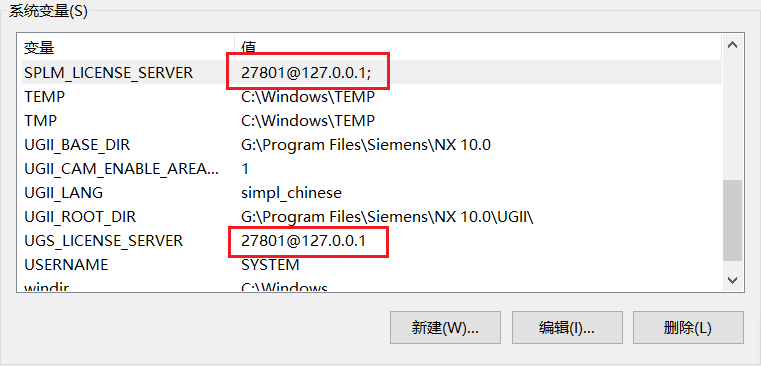 系统变量(S)
变量 值
SPLM_LICENSE_SERVER 27801@127.0.0.1;
TEMP C:\Windows\TEMP
TMP C:\Windows\TEMP
UGII_BASE_DIR G:\Program Files\Siemens\NX 10.0
UGII_CAM_ENABLE_AREA... 1
UGII_LANG simpl_chinese
UGII_ROOT_DIR G:\Program Files\Siemens\NX 10.0\UGII\
UGS_LICENSE_SERVER 27801@127.0.0.1
USERNAME SYSTEM
windir C:\Windows
新建(W)... 编辑(I)... 删除(L)